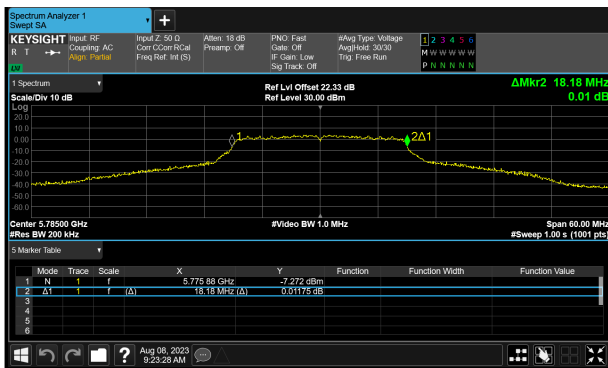 Spectrum Analyzer 1
Swept SA
KEYSIGHT Input: RF Input Z: 50 Ω Atten: 18 dB PNO: Fast #Avg Type: Voltage 1 2 3 4 5 6
R T Coupling: AC Corr CCorr RCal Preamp: Off Gate: Off Avg|Hold: 30/30 M W W W W W
Align: Partial Freq Ref: Int (S) IF Gain: Low Trig: Free Run
Sig Track: Off P N N N N N
1 Spectrum Ref Lvl Offset 22.33 dB ΔMkr2 18.18 MHz
Scale/Div 10 dB Ref Level 30.00 dBm 0.01 dB
Log
20.0
10.0
0.00 1 2Δ1
-10.0
-20.0
-30.0
-40.0
-50.0
-60.0
Center 5.78500 GHz #Video BW 1.0 MHz Span 60.00 MHz
#Res BW 200 kHz #Sweep 1.00 s (1001 pts)
5 Marker Table
Mode Trace Scale X Y Function Function Width Function Value
1 N 1 f 5.775 88 GHz -7.272 dBm
2 Δ1 1 f (Δ) 18.18 MHz (Δ) 0.01175 dB
3
4
5
6
? Aug 08, 2023
9:23:28 AM